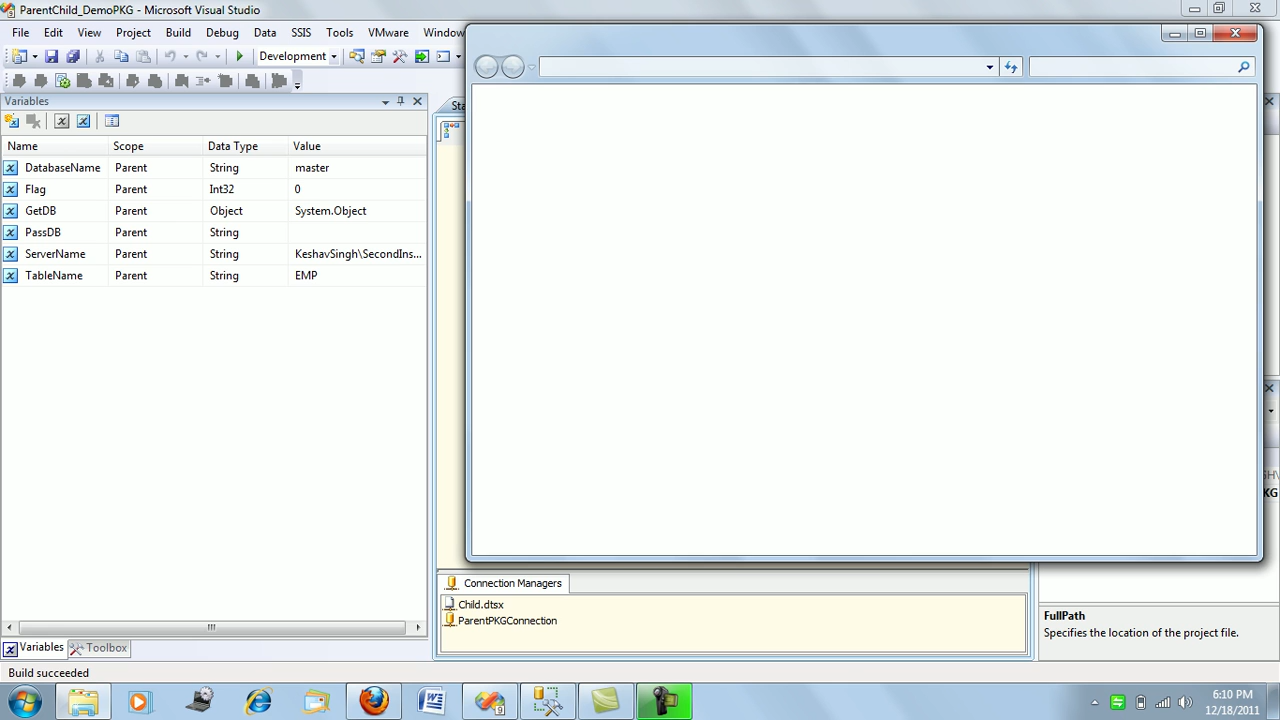 ParentChild_DemoPKG - Microsoft Visual Studio
File Edit View Project Build Debug Data SSIS Tools VMware Window
Development
Variables
Name Scope Data Type Value
DatabaseName Parent String master
Flag Parent Int32 0
GetDB Parent Object System.Object
PassDB Parent String
ServerName Parent String KeshavSingh\SecondIns...
TableName Parent String EMP
Connection Managers
Child.dtsx
ParentPKGConnection
FullPath
Specifies the location of the project file.
Variables Toolbox
Build succeeded
6:10 PM
12/18/2011